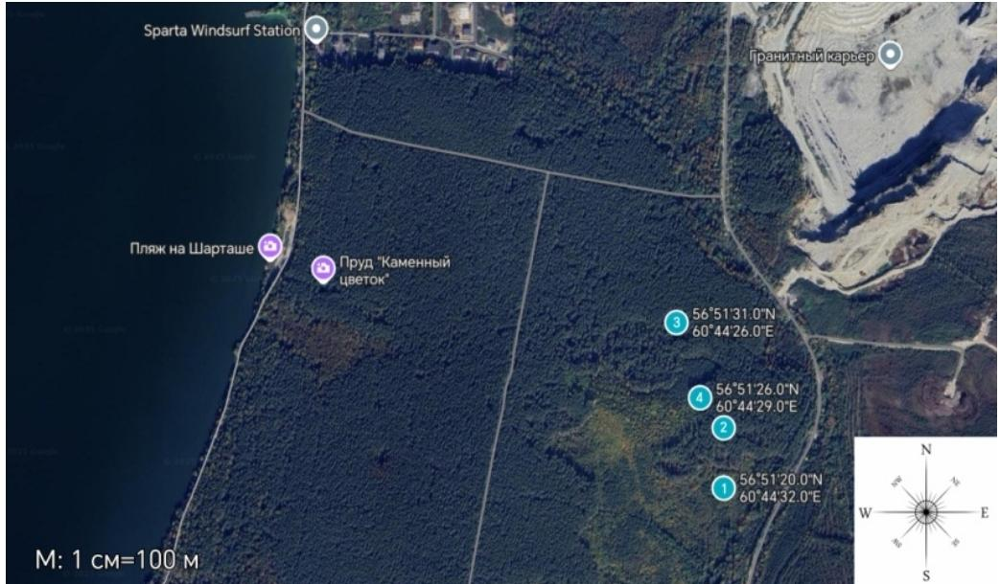 Sparta Windsurf Station
Гранитный карьер
© 2025 Google
Пляж на Шарташе
Пруд "Каменный
цветок"
3
56°51'31.0"N
60°44'26.0"E
4
56°51'26.0"N
60°44'29.0"E
2
1
56°51'20.0"N
60°44'32.0"E
N
NW
NE
W
E
S
М: 1 см=100 м